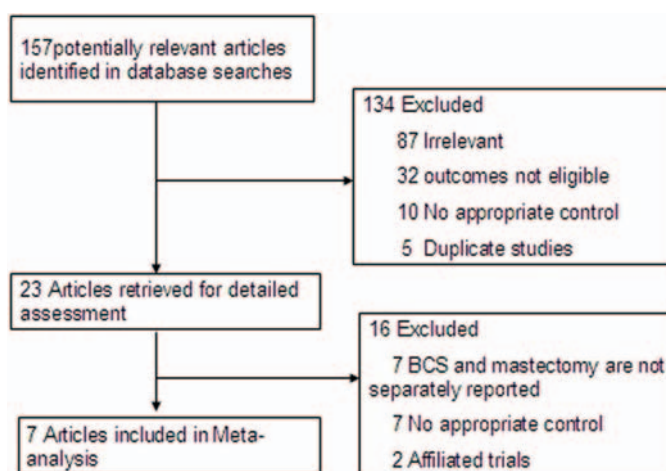 157potentially relevant articles
identified in database searches
134 Excluded
87 Irrelevant
32 outcomes not eligible
10 No appropriate control
5 Duplicate studies
23 Articles retrieved for detailed
assessment
16 Excluded
7 BCS and mastectomy are not
separately reported
7 No appropriate control
2 Affiliated trials
7 Articles included in Meta-
analysis